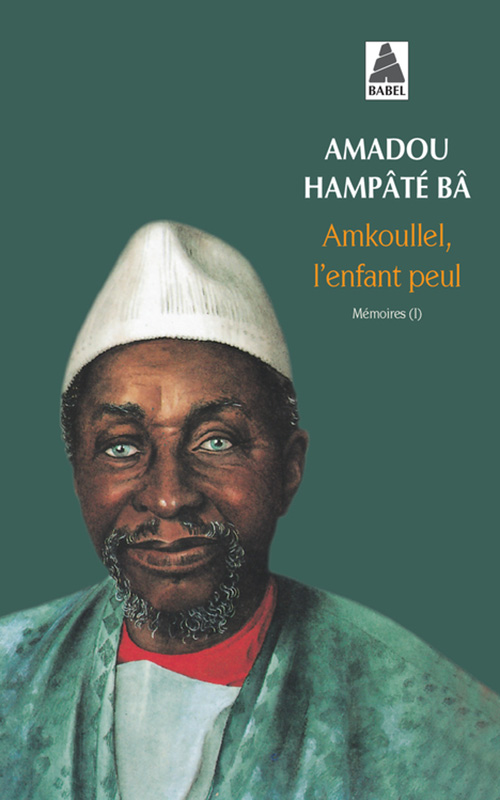 BABEL
AMADOU
HAMPÂTÉ BÂ
Amkoullel,
l'enfant peul
Mémoires (I)